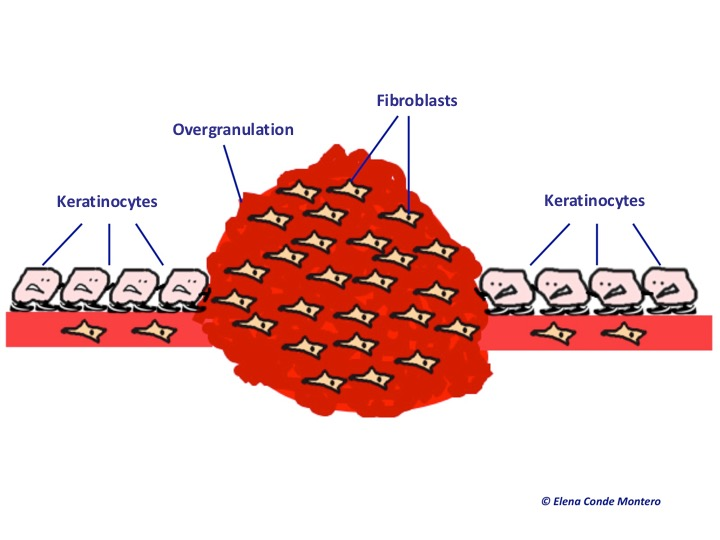 Fibroblasts
Overgranulation
Keratinocytes
Keratinocytes
© Elena Conde Montero